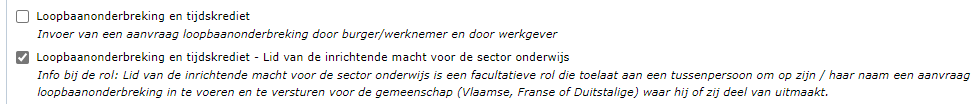 Loopbaanonderbreking en tijdskrediet
Invoer van een aanvraag loopbaanonderbreking door burger/werknemer en door werkgever
Loopbaanonderbreking en tijdskrediet - Lid van de inrichtende macht voor de sector onderwijs
Info bij de rol: Lid van de inrichtende macht voor de sector onderwijs is een facultatieve rol die toelaat aan een tussenpersoon om op zijn / haar naam een aanvraag
loopbaanonderbreking in te voeren en te versturen voor de gemeenschap (Vlaamse, Franse of Duitstalige) waar hij of zij deel van uitmaakt.